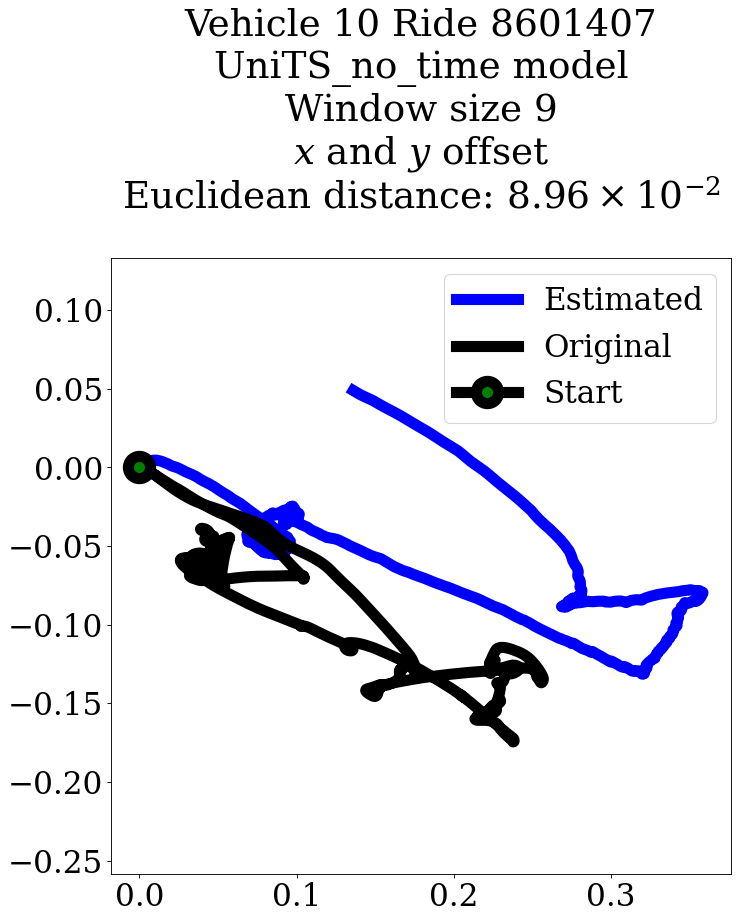 Vehicle 10 Ride 8601407
UniTS_no_time model
Window size 9
x and y offset
Euclidean distance: 8.96 × 10⁻²
Estimated
Original
Start
0.10
0.05
0.00
−0.05
−0.10
−0.15
−0.20
−0.25
0.0 0.1 0.2 0.3